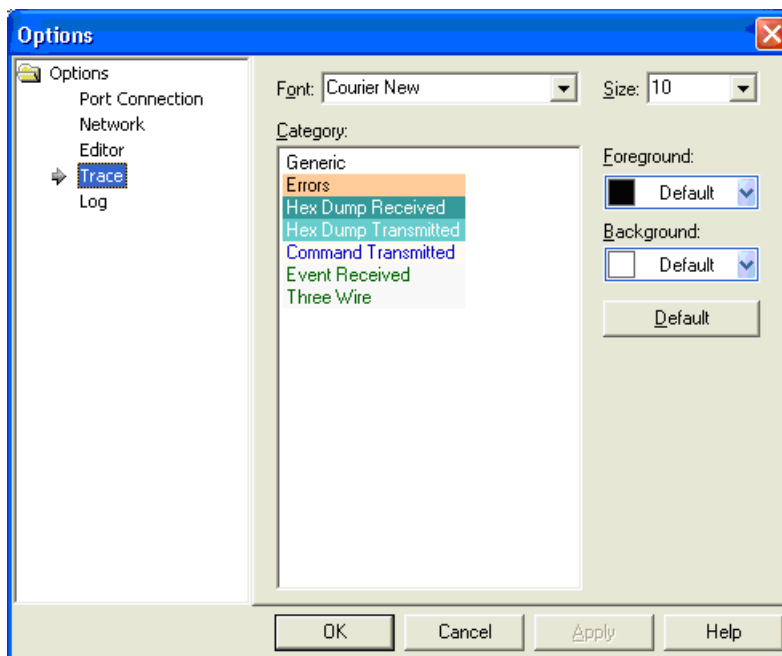 Options
Options
Port Connection
Network
Editor
Trace
Log
Font: Courier New
Size: 10
Category:
Generic
Errors
Hex Dump Received
Hex Dump Transmitted
Command Transmitted
Event Received
Three Wire
Foreground:
Default
Background:
Default
Default
OK
Cancel
Apply
Help